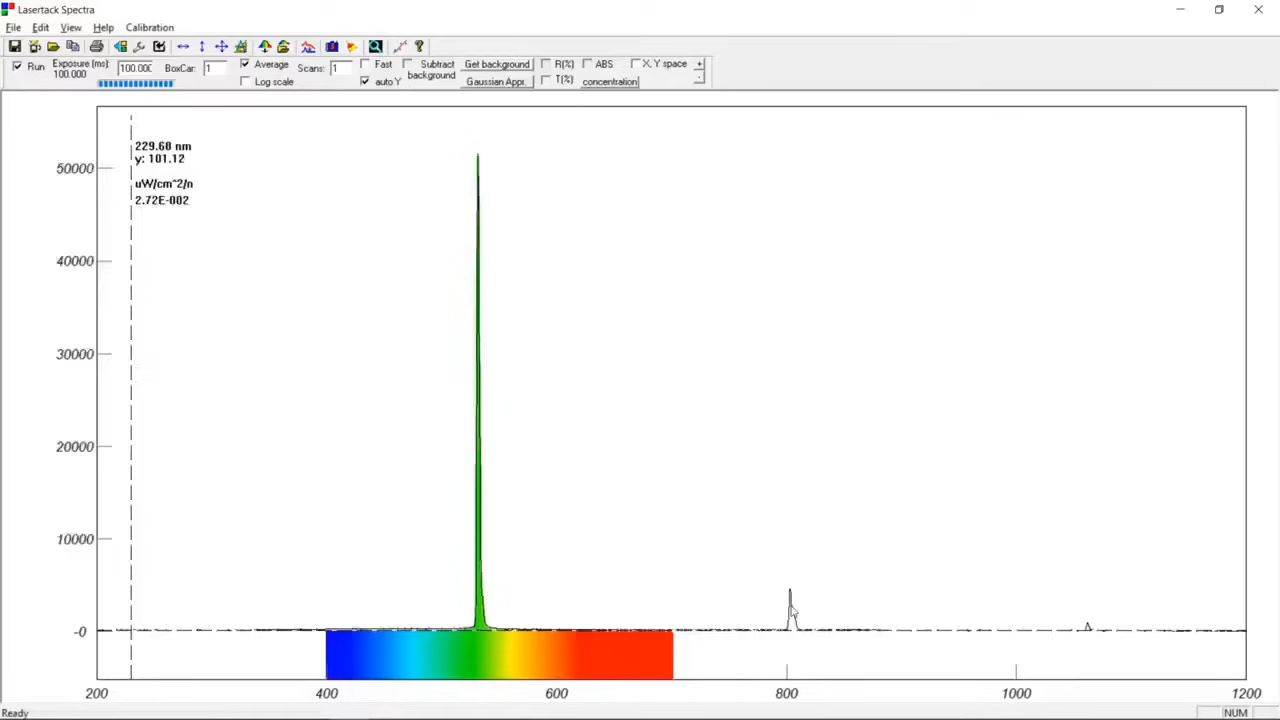 Lasertack Spectra
File Edit View Help Calibration
Run Exposure (ms): 100.000 100.000 BoxCar: 1 Average Scans: 1 Fast Subtract background Get background R(%) ABS X, Y space + -
Log scale auto Y Gaussian Appr. T(%) concentration
229.60 nm
y: 101.12
uW/cm^2/n
2.72E-002
50000
40000
30000
20000
10000
-0
200 400 600 800 1000 1200
Ready NUM